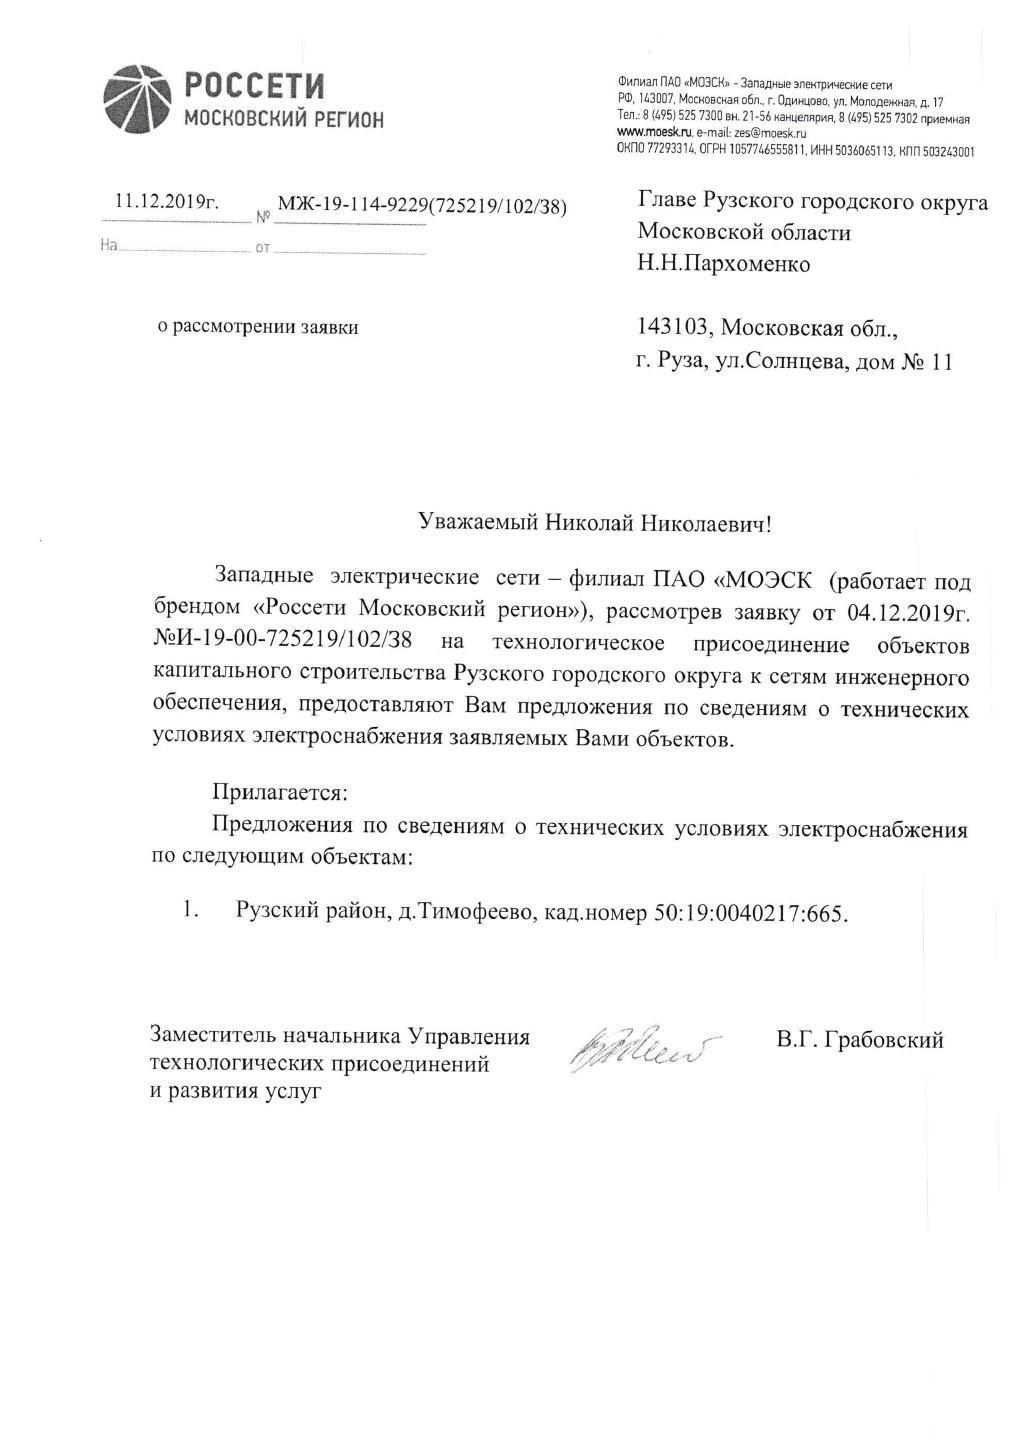 РОССЕТИ
МОСКОВСКИЙ РЕГИОН
Филиал ПАО «МОЭСК» – Западные электрические сети
РФ, 143007, Московская обл., г. Одинцово, ул. Молодежная, д. 17
Тел.: 8 (495) 525 7300 вн. 21-56 канцелярия, 8 (495) 525 7302 приемная
www.moesk.ru, e-mail: zes@moesk.ru
ОКПО 77293314, ОГРН 1057746555811, ИНН 5036065113, КПП 503243001
11.12.2019г. № МЖ-19-114-9229(725219/102/З8)
На от
Главе Рузского городского округа
Московской области
Н.Н.Пархоменко
о рассмотрении заявки
143103, Московская обл.,
г. Руза, ул.Солнцева, дом № 11
Уважаемый Николай Николаевич!
Западные электрические сети – филиал ПАО «МОЭСК (работает под
брендом «Россети Московский регион»), рассмотрев заявку от 04.12.2019г.
№И-19-00-725219/102/З8 на технологическое присоединение объектов
капитального строительства Рузского городского округа к сетям инженерного
обеспечения, предоставляют Вам предложения по сведениям о технических
условиях электроснабжения заявляемых Вами объектов.
Прилагается:
Предложения по сведениям о технических условиях электроснабжения
по следующим объектам:
1. Рузский район, д.Тимофеево, кад.номер 50:19:0040217:665.
Заместитель начальника Управления
технологических присоединений
и развития услуг
В.Г. Грабовский